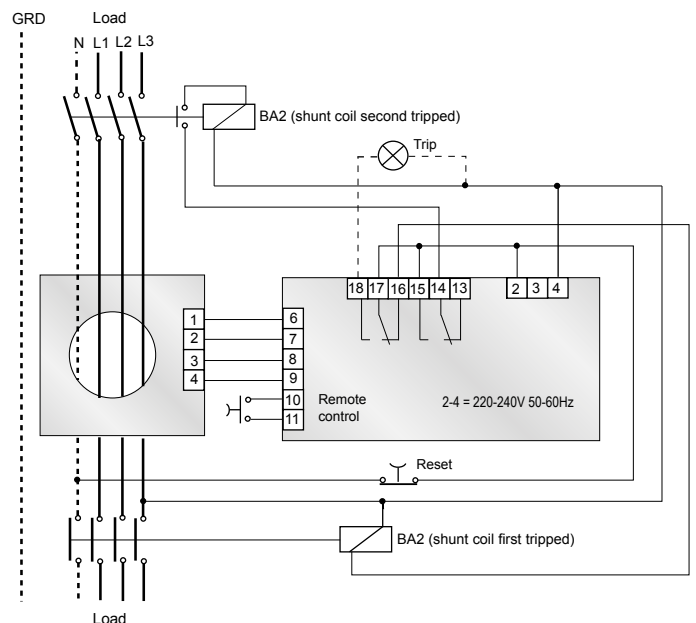 GRD
Load
N L1 L2 L3
BA2 (shunt coil second tripped)
Trip
18 17 16 15 14 13
2 3 4
1
2
3
4
6
7
8
9
10
11
Remote
control
2-4 = 220-240V 50-60Hz
Reset
BA2 (shunt coil first tripped)
Load